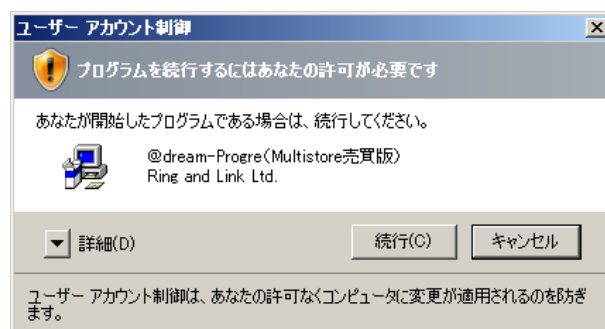 ユーザー アカウント制御
プログラムを続行するにはあなたの許可が必要です
あなたが開始したプログラムである場合は、続行してください。
@dream-Progre(Multistore売買版)
Ring and Link Ltd.
詳細(D)
続行(C)
キャンセル
ユーザー アカウント制御は、あなたの許可なくコンピュータに変更が適用されるのを防ぎ
ます。